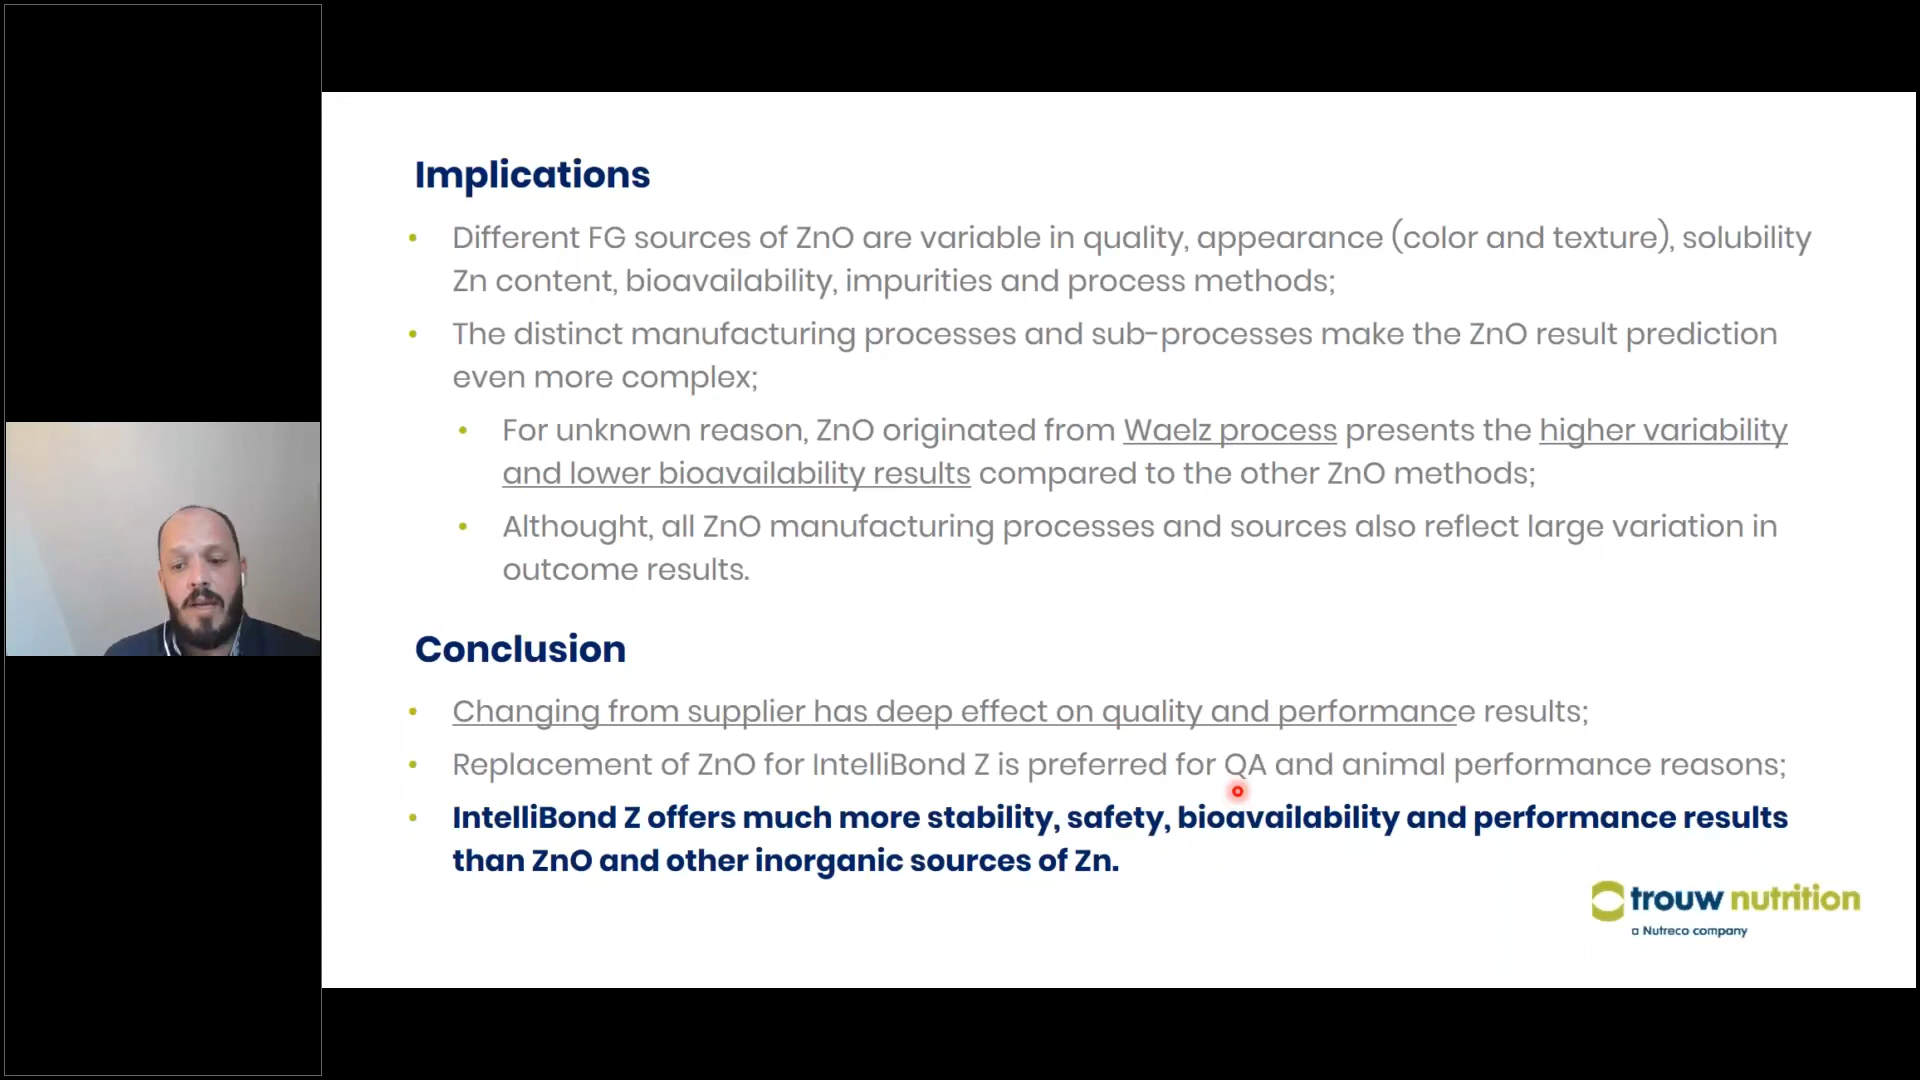 Implications
• Different FG sources of ZnO are variable in quality, appearance (color and texture), solubility
Zn content, bioavailability, impurities and process methods;
• The distinct manufacturing processes and sub-processes make the ZnO result prediction
even more complex;
• For unknown reason, ZnO originated from Waelz process presents the higher variability
and lower bioavailability results compared to the other ZnO methods;
• Althought, all ZnO manufacturing processes and sources also reflect large variation in
outcome results.
Conclusion
• Changing from supplier has deep effect on quality and performance results;
• Replacement of ZnO for IntelliBond Z is preferred for QA and animal performance reasons;
• IntelliBond Z offers much more stability, safety, bioavailability and performance results
than ZnO and other inorganic sources of Zn.
trouw nutrition
a Nutreco company